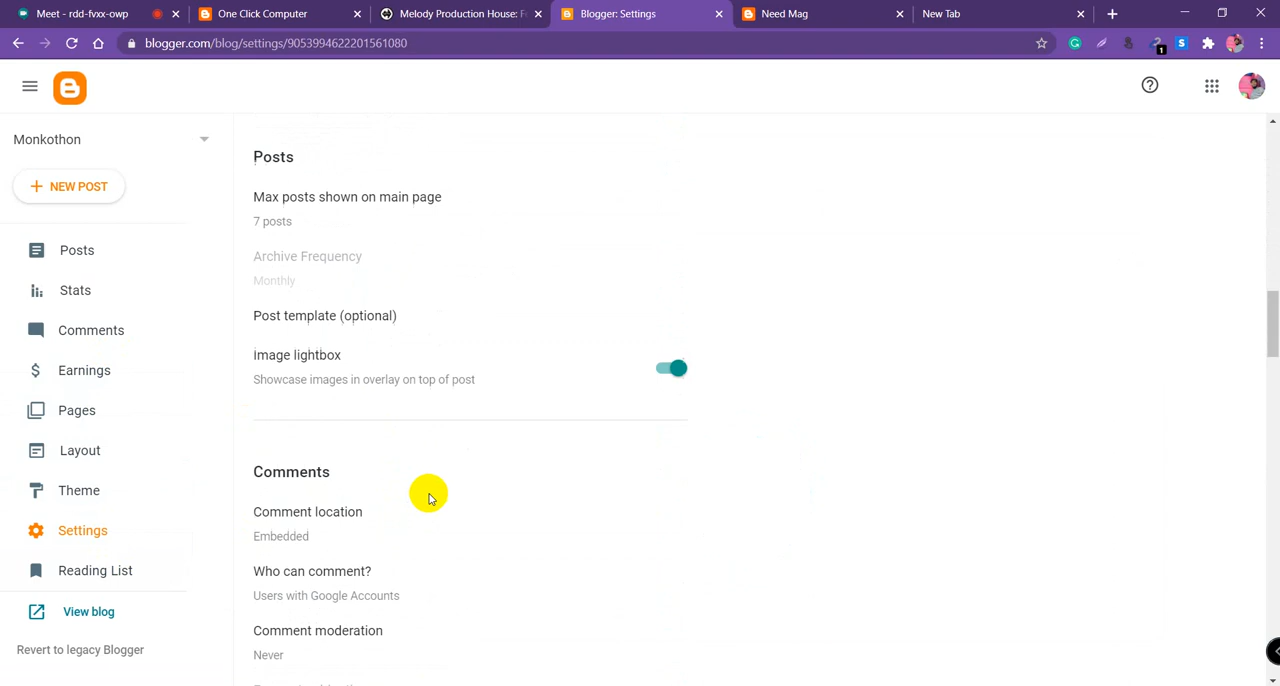 Meet - rdd-fvxx-owp
One Click Computer
Melody Production House: F
Blogger: Settings
Need Mag
New Tab
blogger.com/blog/settings/9053994622201561080
1
S
Monkothon
NEW POST
Posts
Stats
Comments
Earnings
Pages
Layout
Theme
Settings
Reading List
View blog
Revert to legacy Blogger
Posts
Max posts shown on main page
7 posts
Archive Frequency
Monthly
Post template (optional)
Image lightbox
Showcase images in overlay on top of post
Comments
Comment location
Embedded
Who can comment?
Users with Google Accounts
Comment moderation
Never